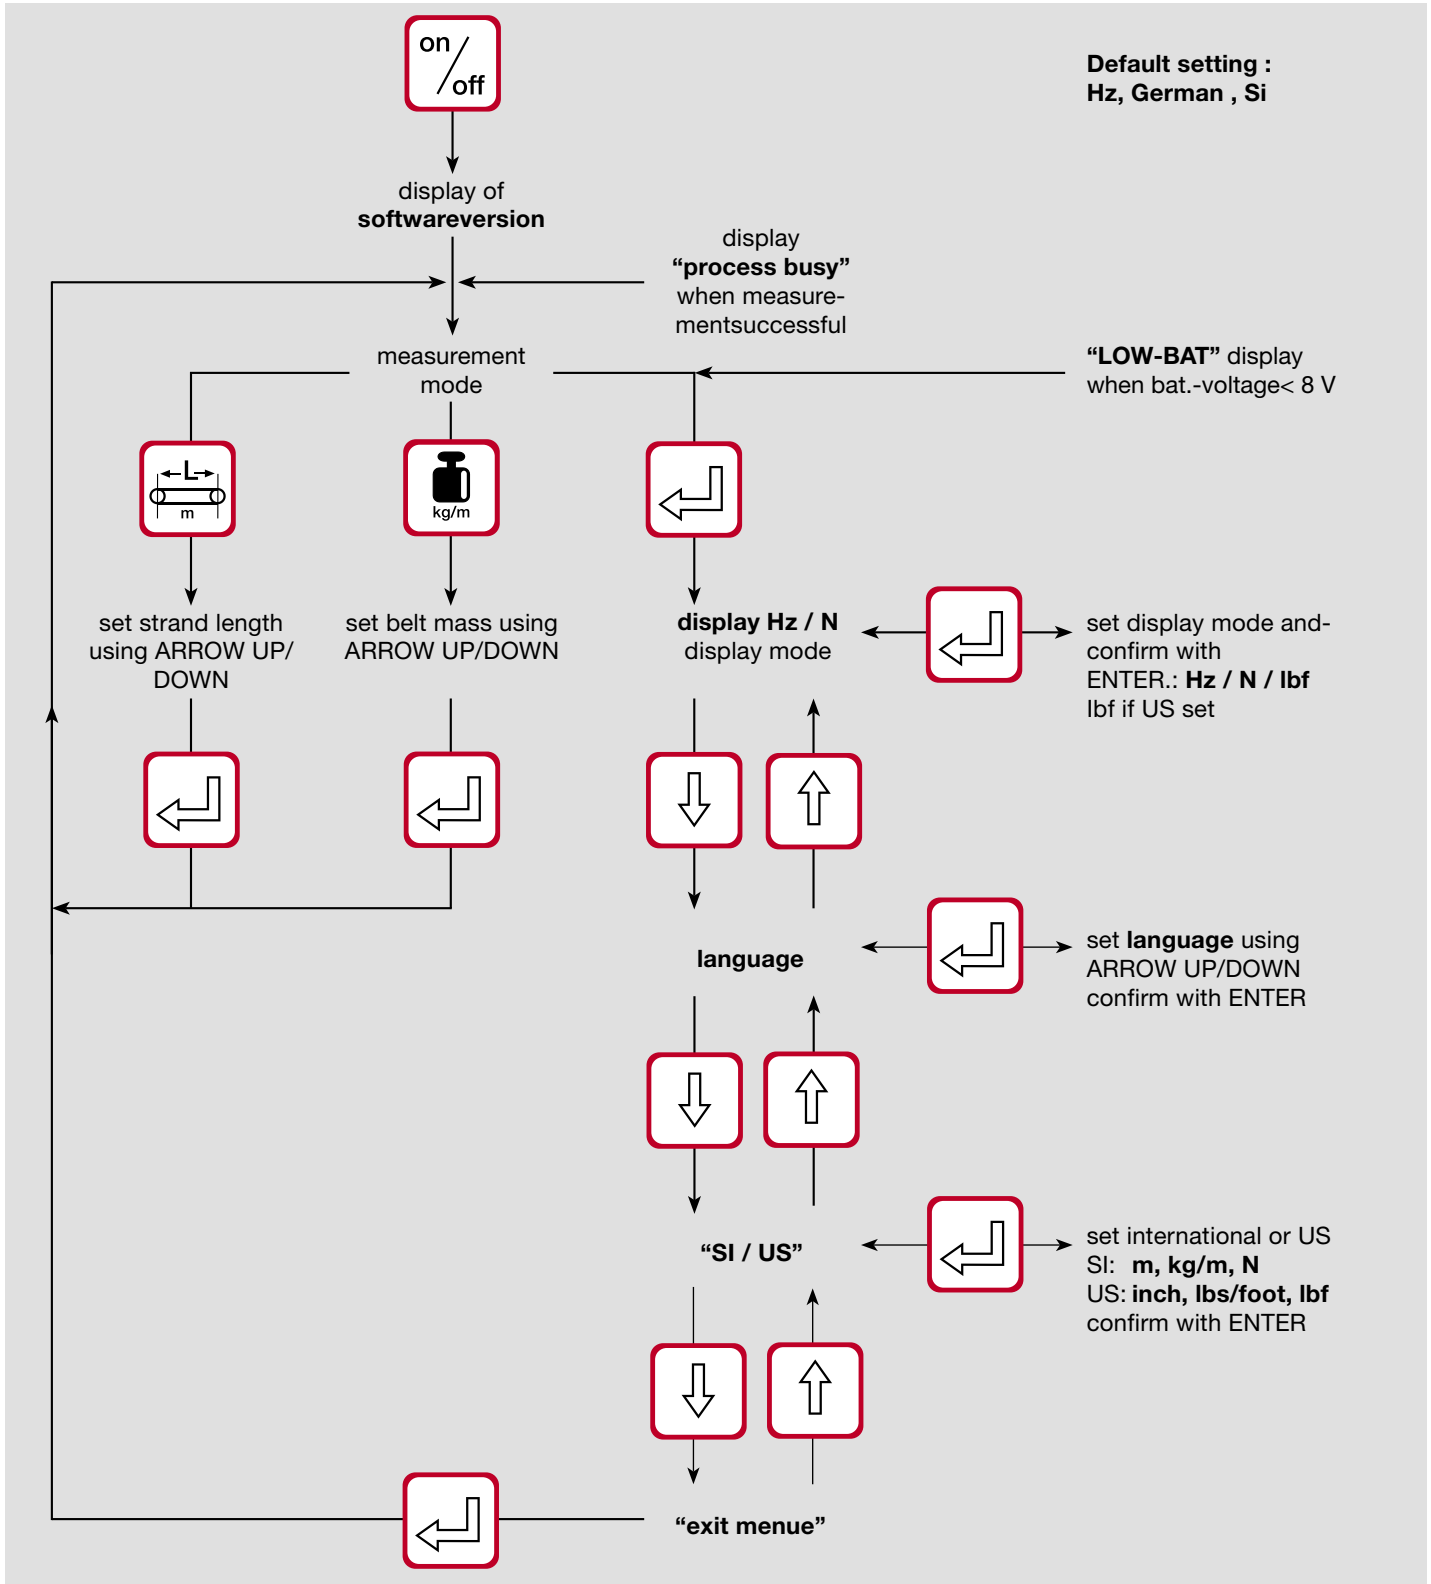 on
off
Default setting :
Hz, German , Si
display of
softwareversion
display
“process busy”
when measure-
mentsuccessful
measurement
mode
“LOW-BAT” display
when bat.-voltage< 8 V
L
m
kg/m
set strand length
using ARROW UP/
DOWN
set belt mass using
ARROW UP/DOWN
display Hz / N
display mode
set display mode and-
confirm with
ENTER.: Hz / N / lbf
lbf if US set
language
set language using
ARROW UP/DOWN
confirm with ENTER
“SI / US”
set international or US
SI: m, kg/m, N
US: inch, lbs/foot, lbf
confirm with ENTER
“exit menue”